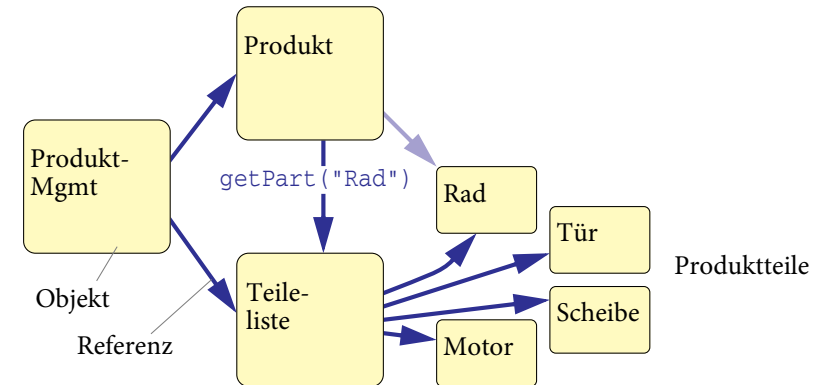 Produkt
Produkt-
Mgmt
getPart("Rad")
Rad
Tür
Produktteile
Teile-
liste
Scheibe
Motor
Objekt
Referenz